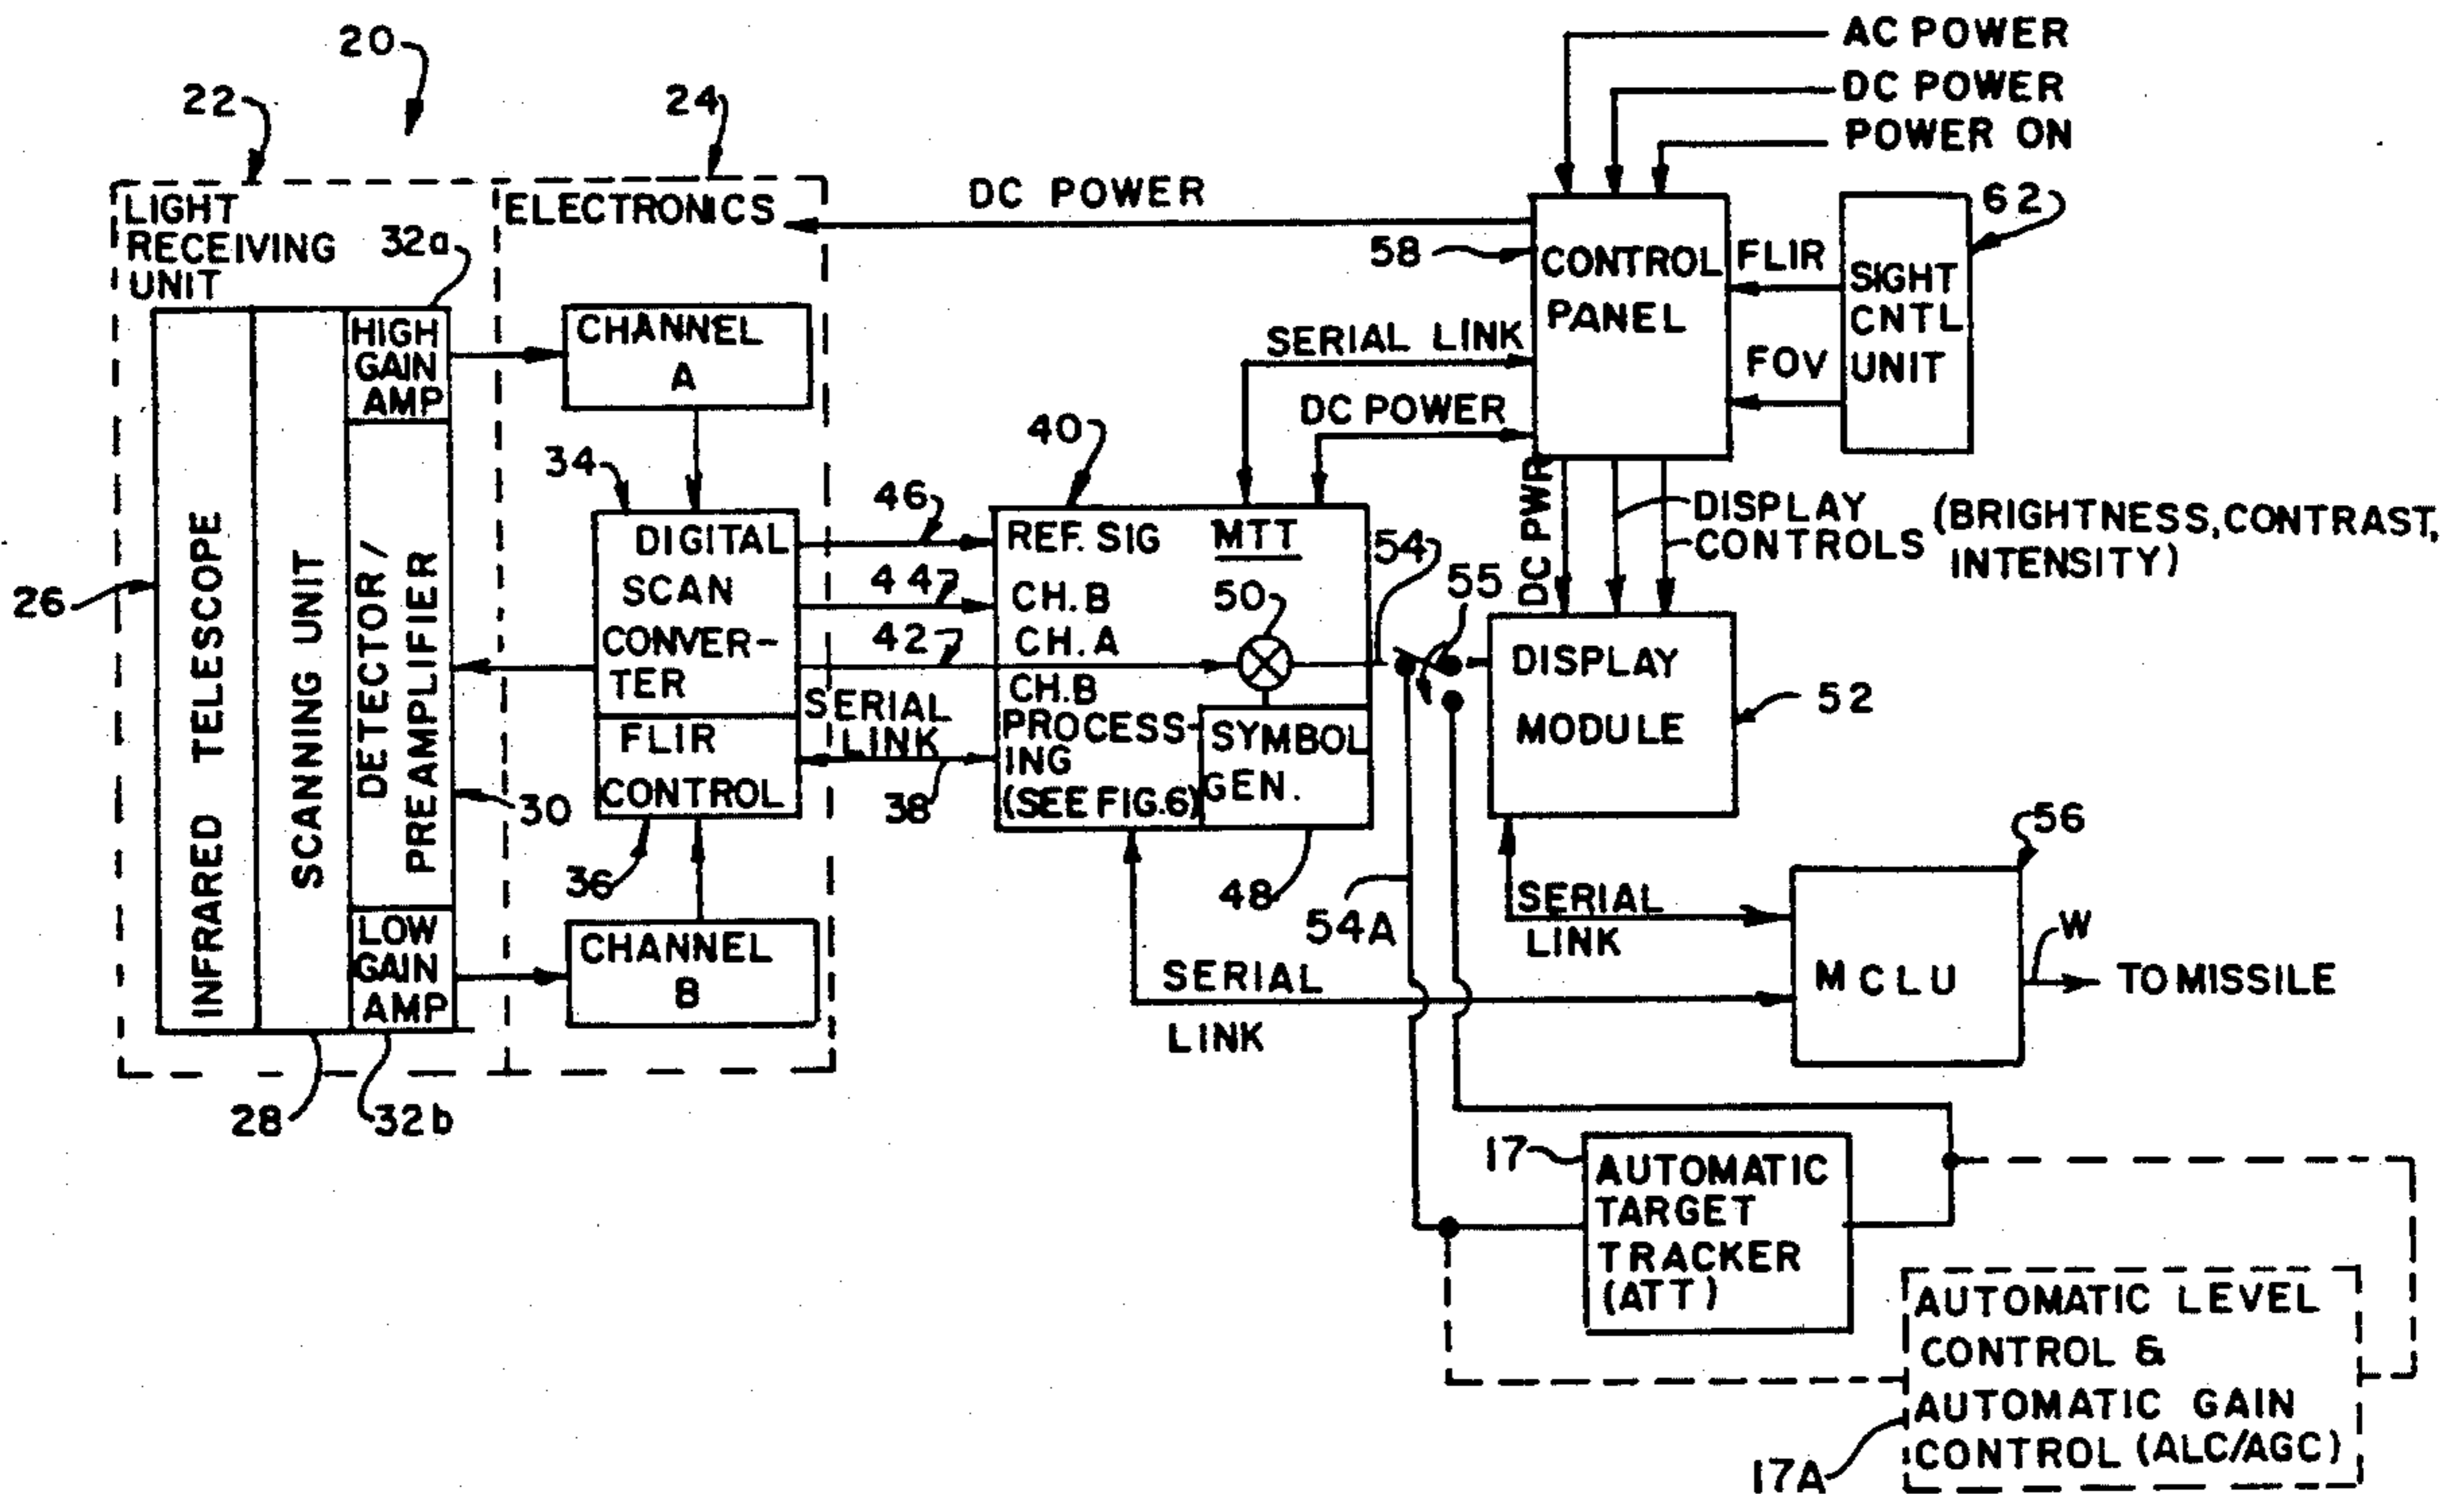 20
22
24
LIGHT
RECEIVING
UNIT
32a
ELECTRONICS
DC POWER
AC POWER
DC POWER
POWER ON
62
58
CONTROL
PANEL
FLIR
FOV
SIGHT
CNTL
UNIT
HIGH
GAIN
AMP
CHANNEL
A
SERIAL LINK
DC POWER
34
46
40
26
INFRARED TELESCOPE
SCANNING UNIT
DETECTOR/
PREAMPLIFIER
30
DIGITAL
SCAN
CONVER-
TER
44
42
FLIR
CONTROL
SERIAL
LINK
38
36
REF. SIG
MTT
CH. B
CH. A
50
CH. B
PROCESS-
ING
(SEE FIG. 6)
SYMBOL
GEN.
48
54
55
54A
DC PWR
DISPLAY
CONTROLS
(BRIGHTNESS, CONTRAST,
INTENSITY)
DISPLAY
MODULE
52
56
SERIAL
LINK
MCLU
W
TO MISSILE
SERIAL
LINK
LOW
GAIN
AMP
CHANNEL
B
28
32b
17
AUTOMATIC
TARGET
TRACKER
(ATT)
AUTOMATIC LEVEL
CONTROL &
AUTOMATIC GAIN
CONTROL (ALC/AGC)
17A